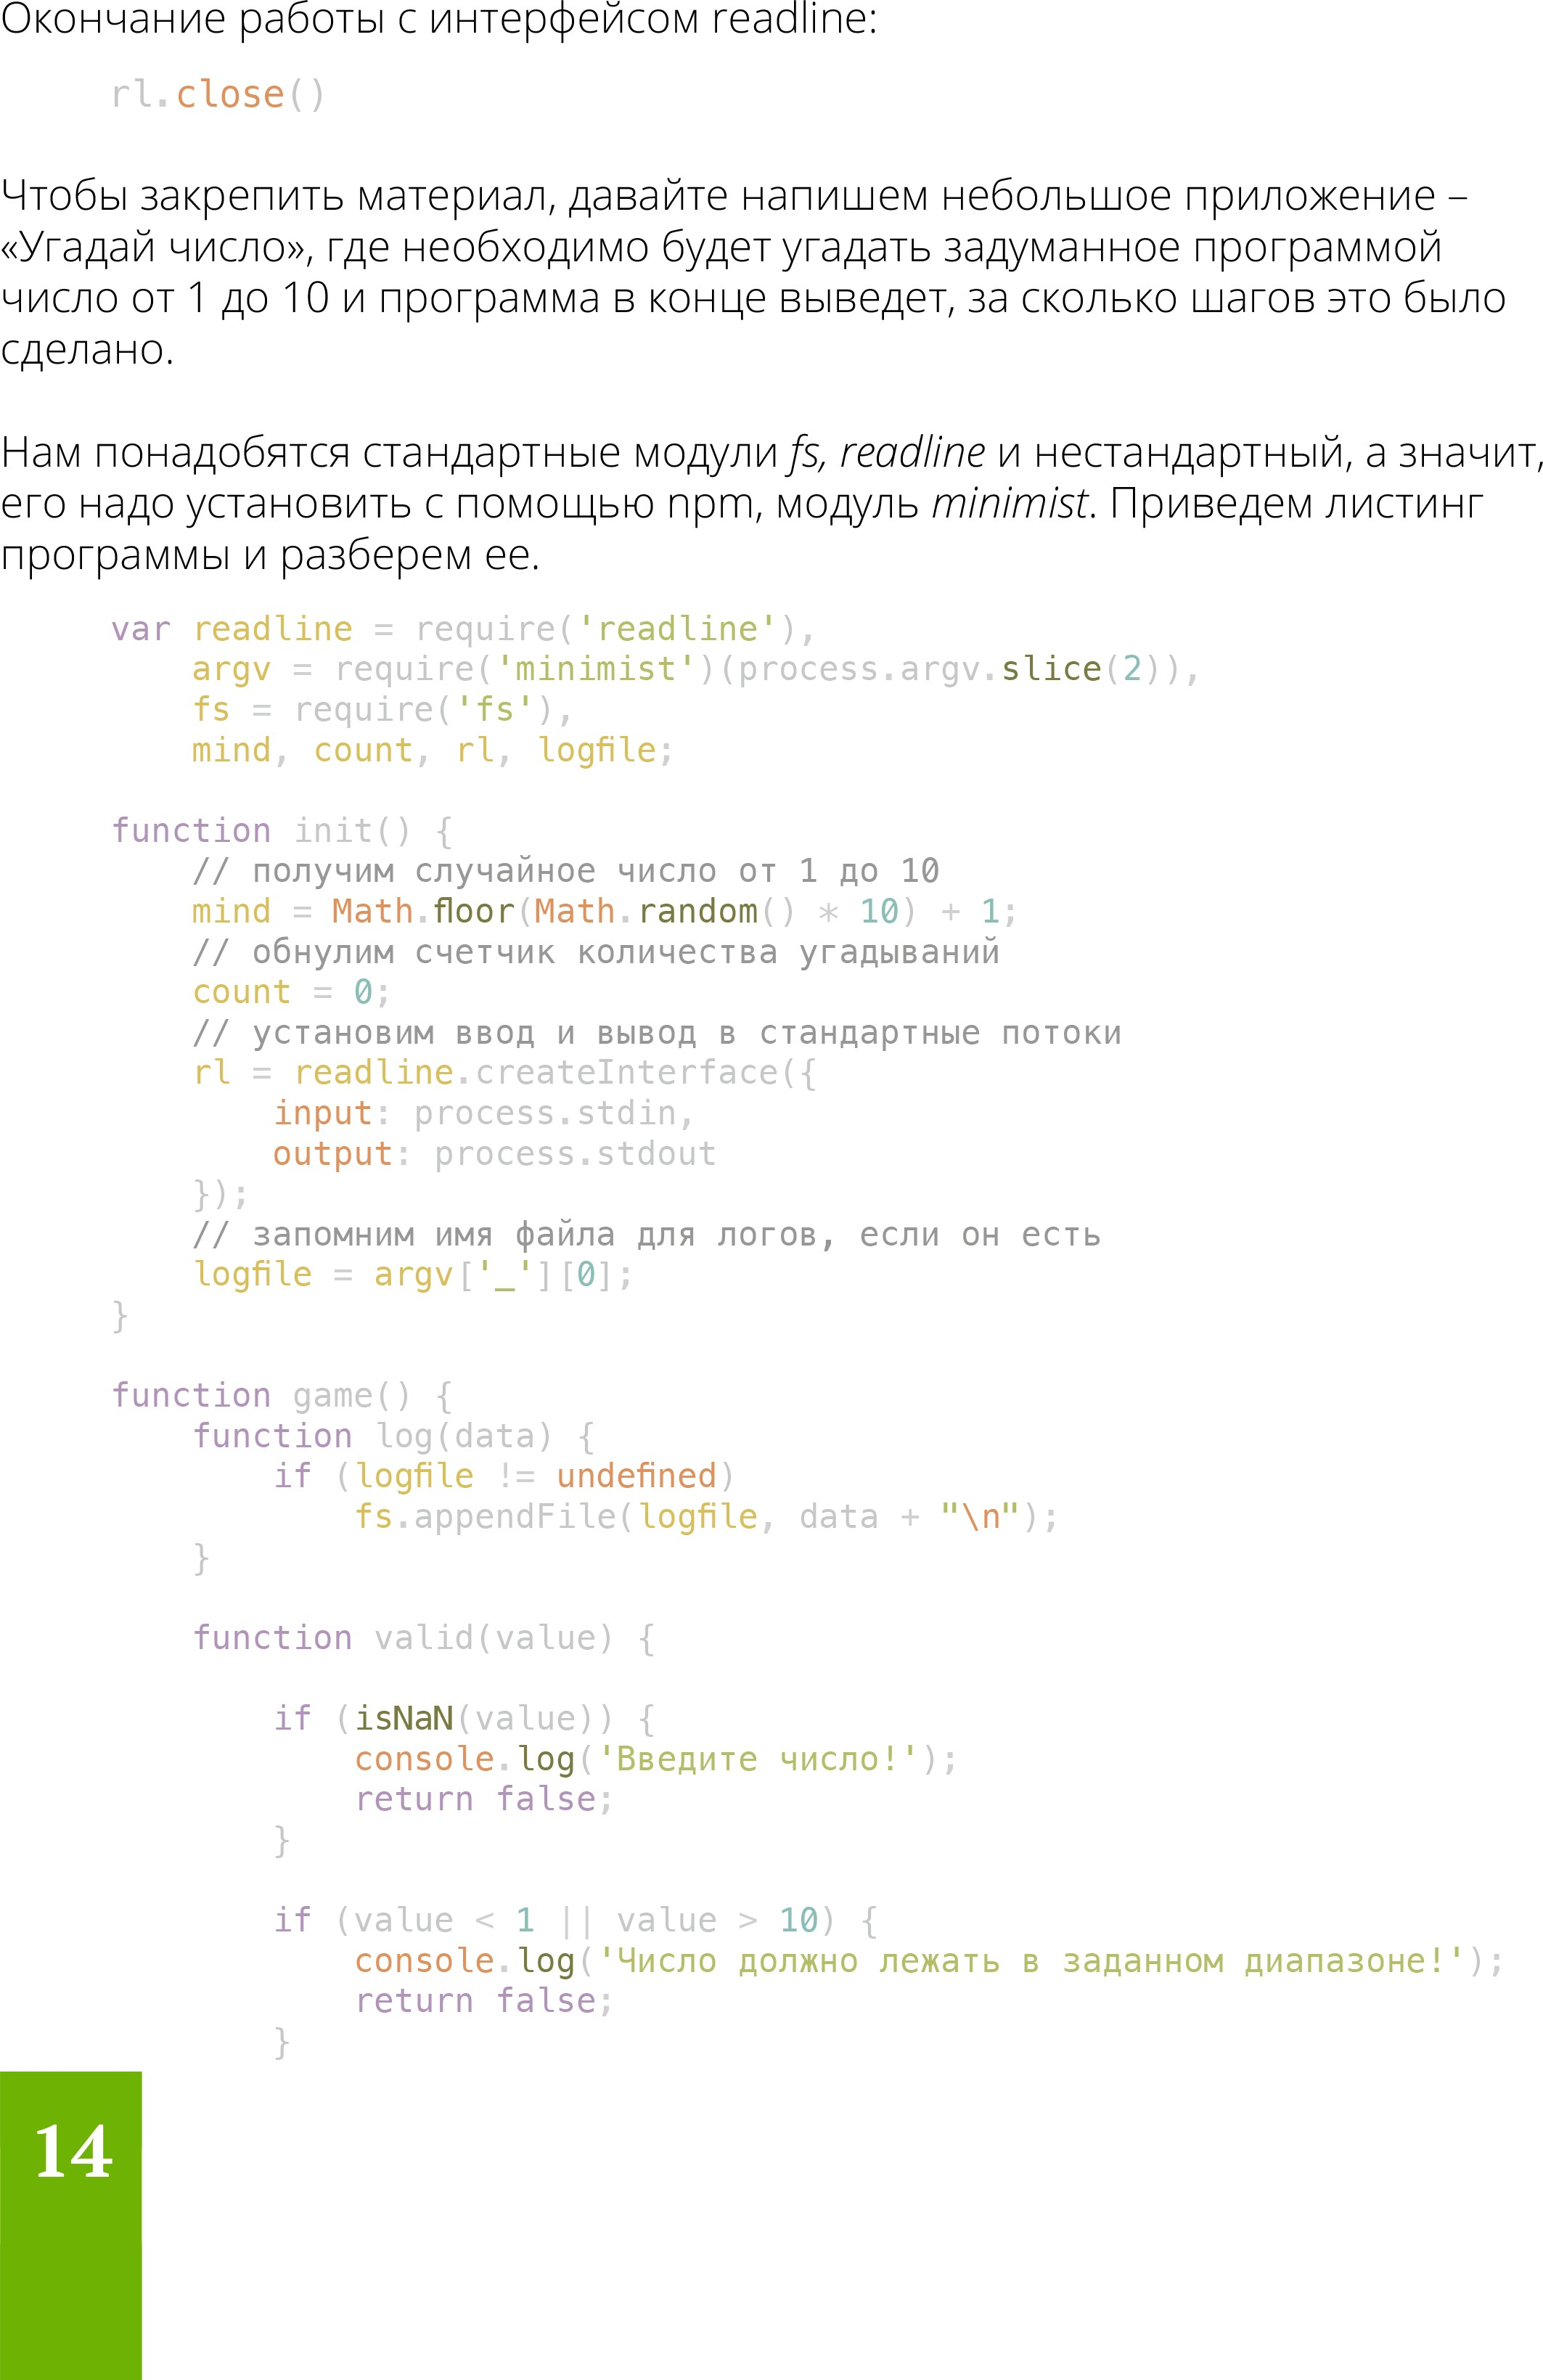 Окончание работы с интерфейсом readline:
rl.close()
Чтобы закрепить материал, давайте напишем небольшое приложение –
«Угадай число», где необходимо будет угадать задуманное программой
число от 1 до 10 и программа в конце выведет, за сколько шагов это было
сделано.
Нам понадобятся стандартные модули fs, readline и нестандартный, а значит,
его надо установить с помощью npm, модуль minimist. Приведем листинг
программы и разберем ее.
var readline = require('readline'),
    argv = require('minimist')(process.argv.slice(2)),
    fs = require('fs'),
    mind, count, rl, logfile;
function init() {
    // получим случайное число от 1 до 10
    mind = Math.floor(Math.random() * 10) + 1;
    // обнулим счетчик количества угадываний
    count = 0;
    // установим ввод и вывод в стандартные потоки
    rl = readline.createInterface({
        input: process.stdin,
        output: process.stdout
    });
    // запомним имя файла для логов, если он есть
    logfile = argv['_'][0];
}
function game() {
    function log(data) {
        if (logfile != undefined)
            fs.appendFile(logfile, data + "\n");
    }
    function valid(value) {
        if (isNaN(value)) {
            console.log('Введите число!');
            return false;
        }
        if (value < 1 || value > 10) {
            console.log('Число должно лежать в заданном диапазоне!');
            return false;
        }
14